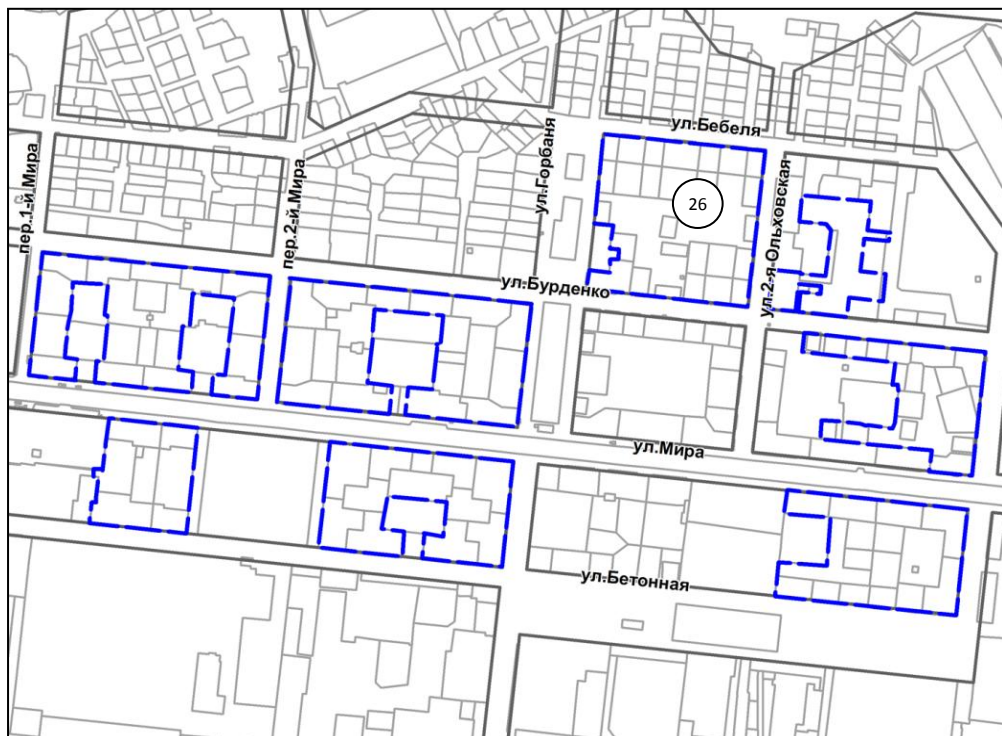 ул.Бебеля
ул.Горбаня
пер.1-й Мира
пер.2-й Мира
26
ул.2-я Ольховская
ул.Бурденко
ул.Мира
ул.Бетонная